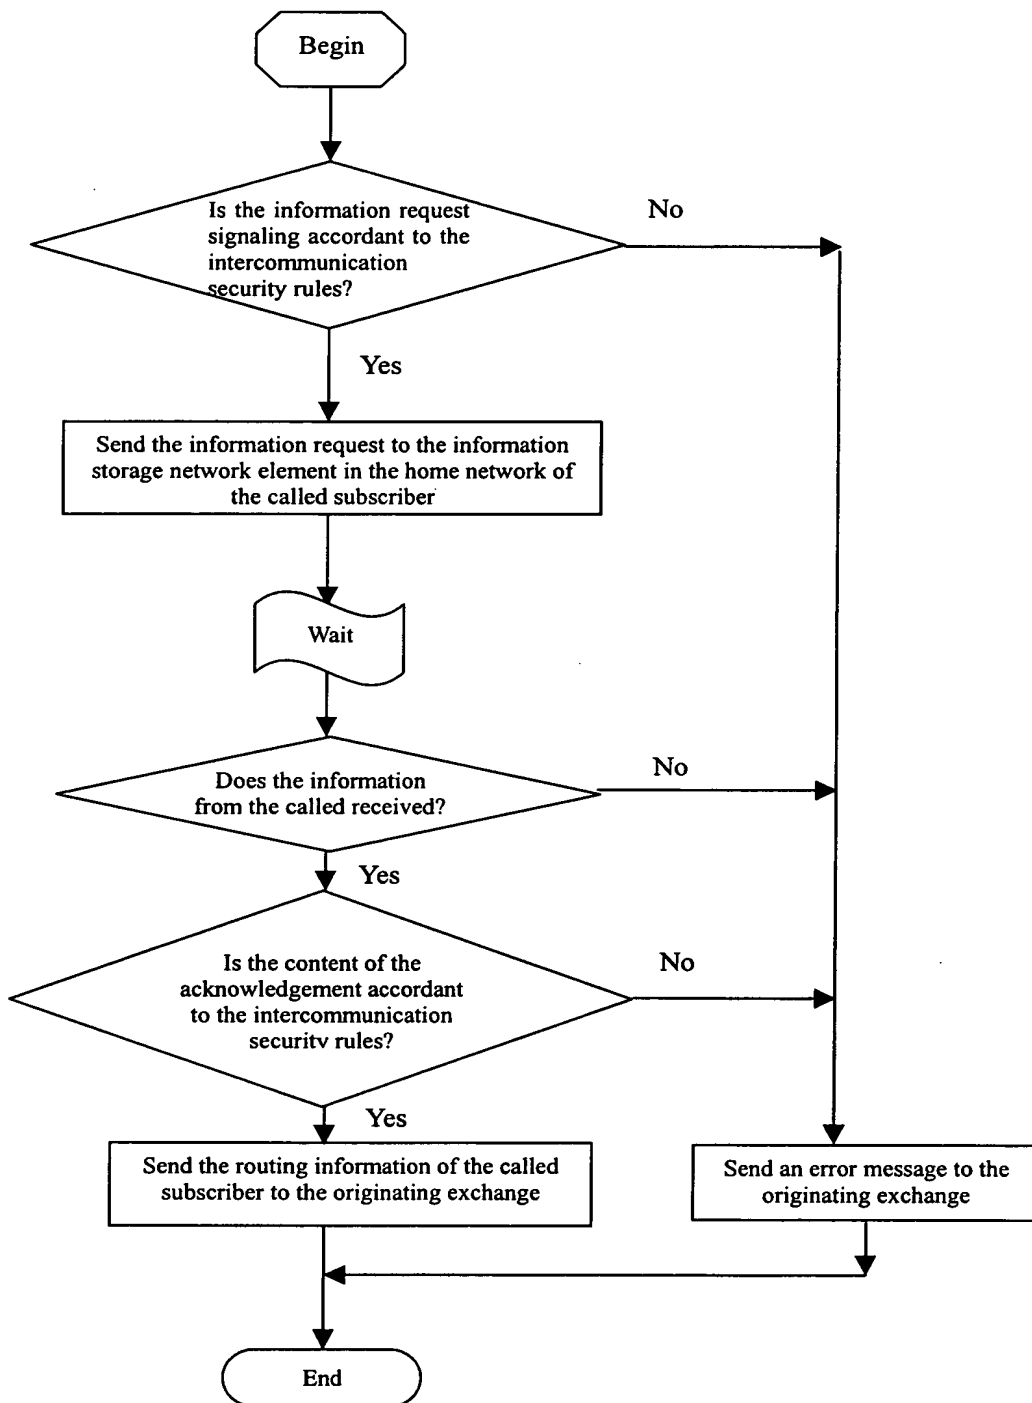 Begin
Is the information request
signaling accordant to the
intercommunication
security rules?
No
Yes
Send the information request to the information
storage network element in the home network of
the called subscriber
Wait
Does the information
from the called received?
No
Yes
Is the content of the
acknowledgement accordant
to the intercommunication
security rules?
No
Yes
Send the routing information of the called
subscriber to the originating exchange
Send an error message to the
originating exchange
End